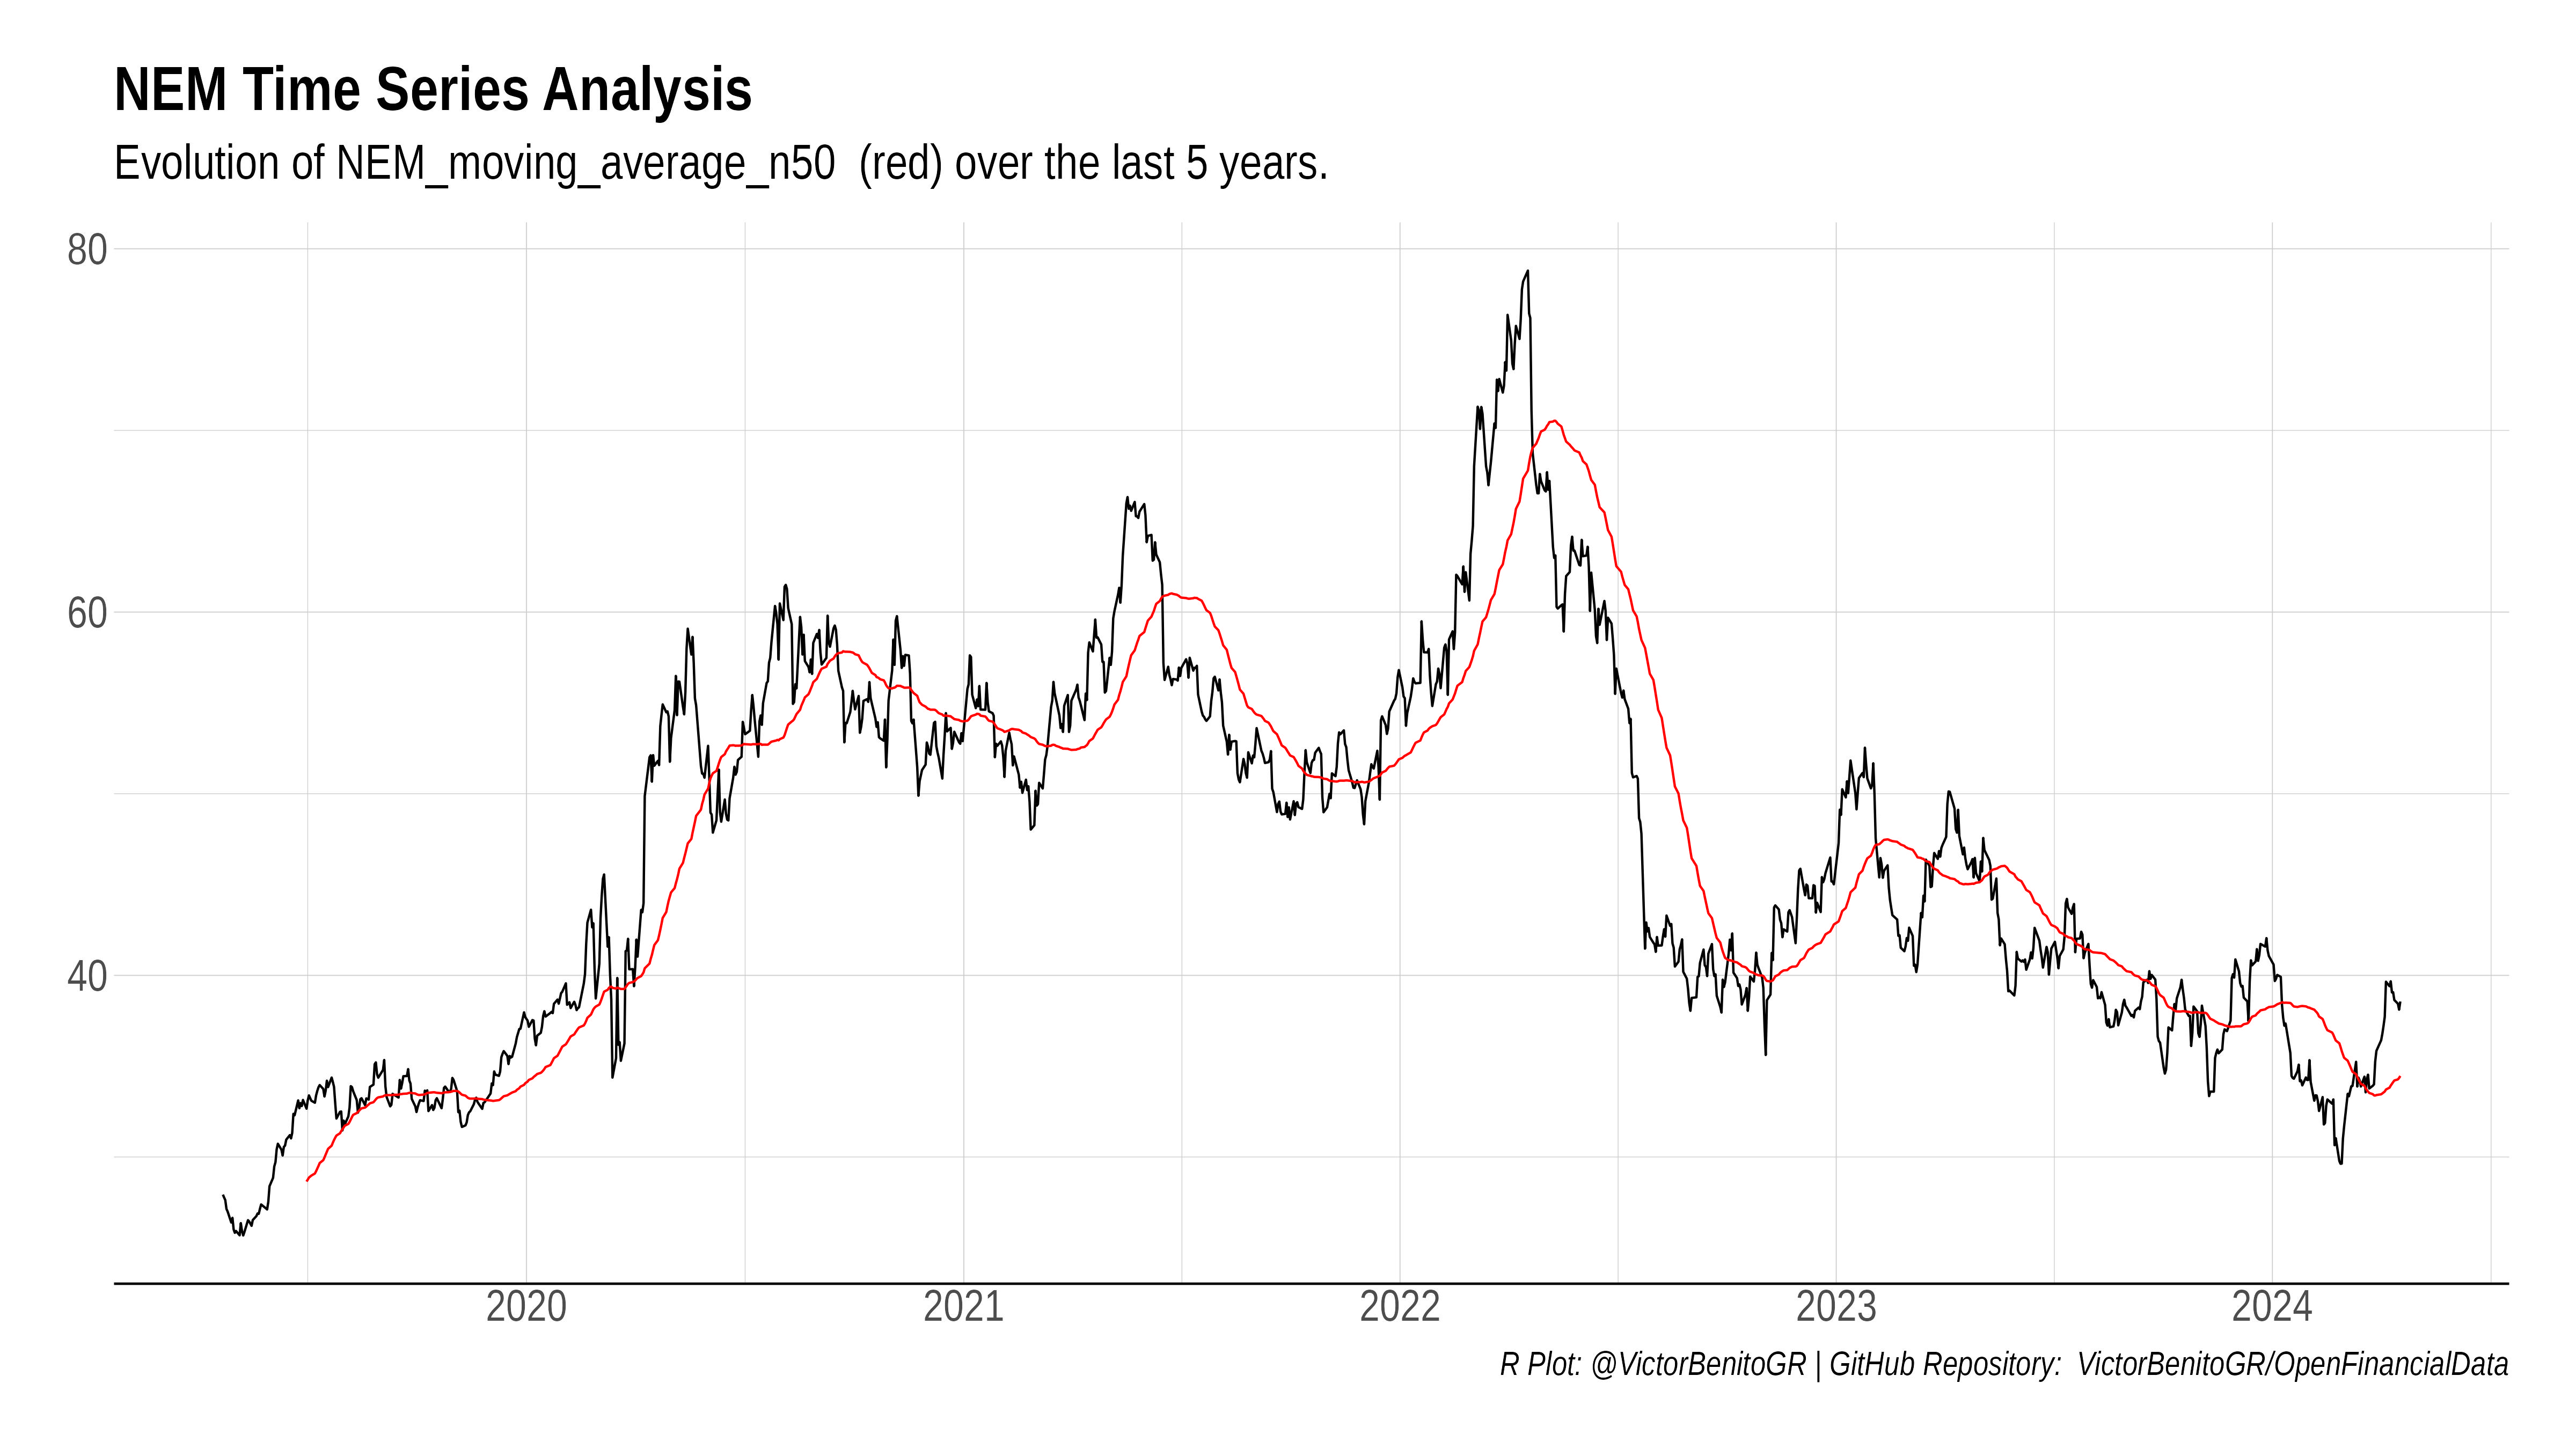 NEM Time Series Analysis
Evolution of NEM_moving_average_n50  (red) over the last 5 years.
80
60
40
2020 2021 2022 2023 2024
R Plot: @VictorBenitoGR | GitHub Repository:  VictorBenitoGR/OpenFinancialData